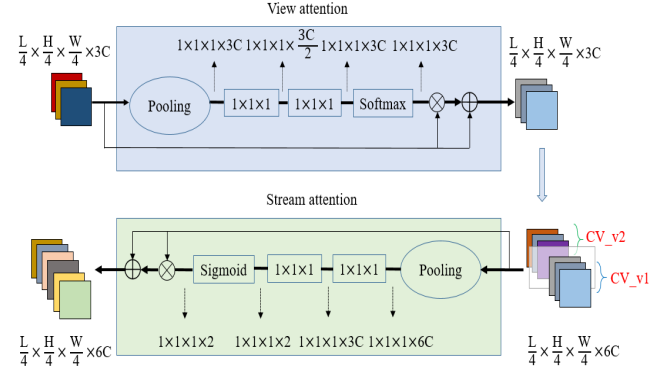 View attention
L/4 × H/4 × W/4 ×3C
1×1×1×3C 1×1×1× 3C/2 1×1×1×3C 1×1×1×3C
L/4 × H/4 × W/4 ×3C
Pooling
1×1×1
1×1×1
Softmax
Stream attention
CV_v2
CV_v1
Sigmoid
1×1×1
1×1×1
Pooling
1×1×1×2 1×1×1×2 1×1×1×3C 1×1×1×6C
L/4 × H/4 × W/4 ×6C
L/4 × H/4 × W/4 ×6C